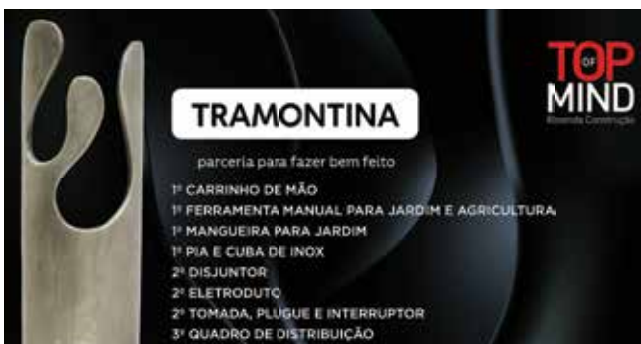 TOP
OF
MIND
Revenda Construção
TRAMONTINA
parceria para fazer bem feito
1º CARRINHO DE MÃO
1º FERRAMENTA MANUAL PARA JARDIM E AGRICULTURA
1º MANGUEIRA PARA JARDIM
1º PIA E CUBA DE INOX
2º DISJUNTOR
2º ELETRODUTO
2º TOMADA, PLUGUE E INTERRUPTOR
3º QUADRO DE DISTRIBUIÇÃO